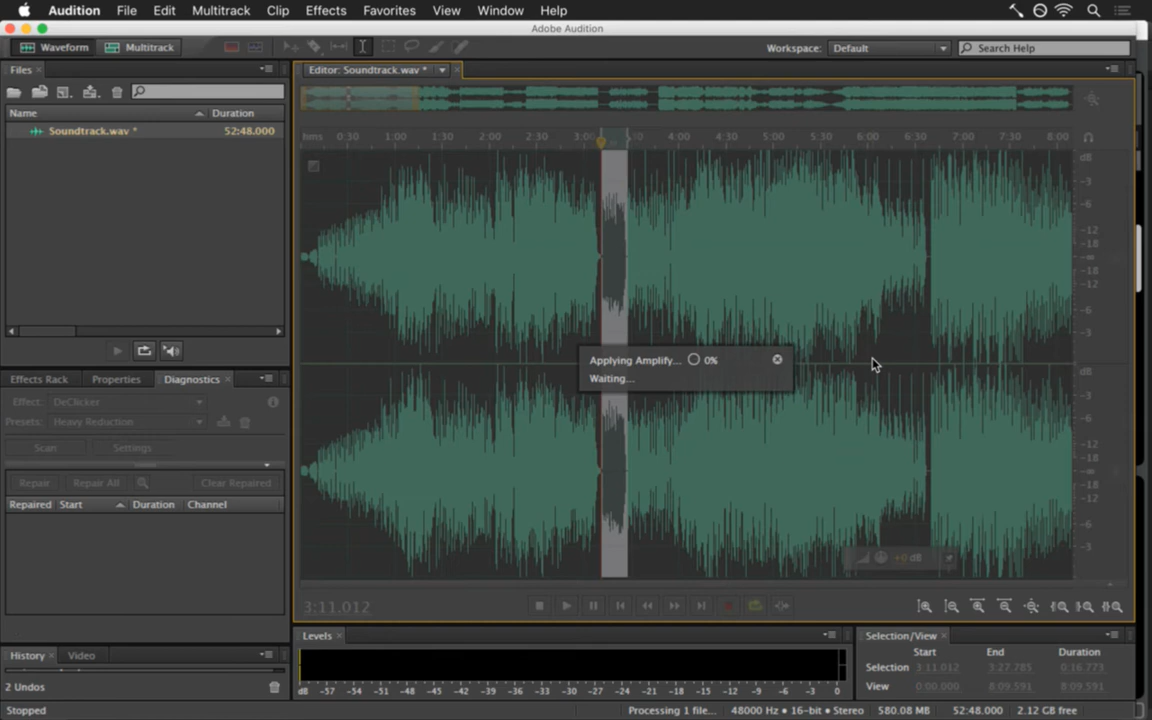 Audition File Edit Multitrack Clip Effects Favorites View Window Help
Adobe Audition
Waveform Multitrack Workspace: Default Search Help
Files
Name Duration
Soundtrack.wav * 52:48.000
Editor: Soundtrack.wav *
hms 0:30 1:00 1:30 2:00 2:30 3:00 4:00 4:30 5:00 5:30 6:00 6:30 7:00 7:30 8:00
dB
-3
-6
-12
-18
-∞
-18
-12
-6
-3
dB
-3
-6
-12
-18
-∞
-18
-12
-6
-3
Applying Amplify... 0%
Waiting...
+0 dB
3:11.012
Effects Rack Properties Diagnostics
Effect: DeClicker
Presets: Heavy Reduction
Scan Settings
Repair Repair All Clear Repaired
Repaired Start Duration Channel
History Video
2 Undos
Levels
dB -57 -54 -51 -48 -45 -42 -39 -36 -33 -30 -27 -24 -21 -18 -15 -12 -9 -6 -3 0
Selection/View
Start End Duration
Selection 3:11.012 3:27.785 0:16.773
View 0:00.000 8:09.591 8:09.591
Stopped Processing 1 file... 48000 Hz • 16-bit • Stereo 580.08 MB 52:48.000 2.12 GB free